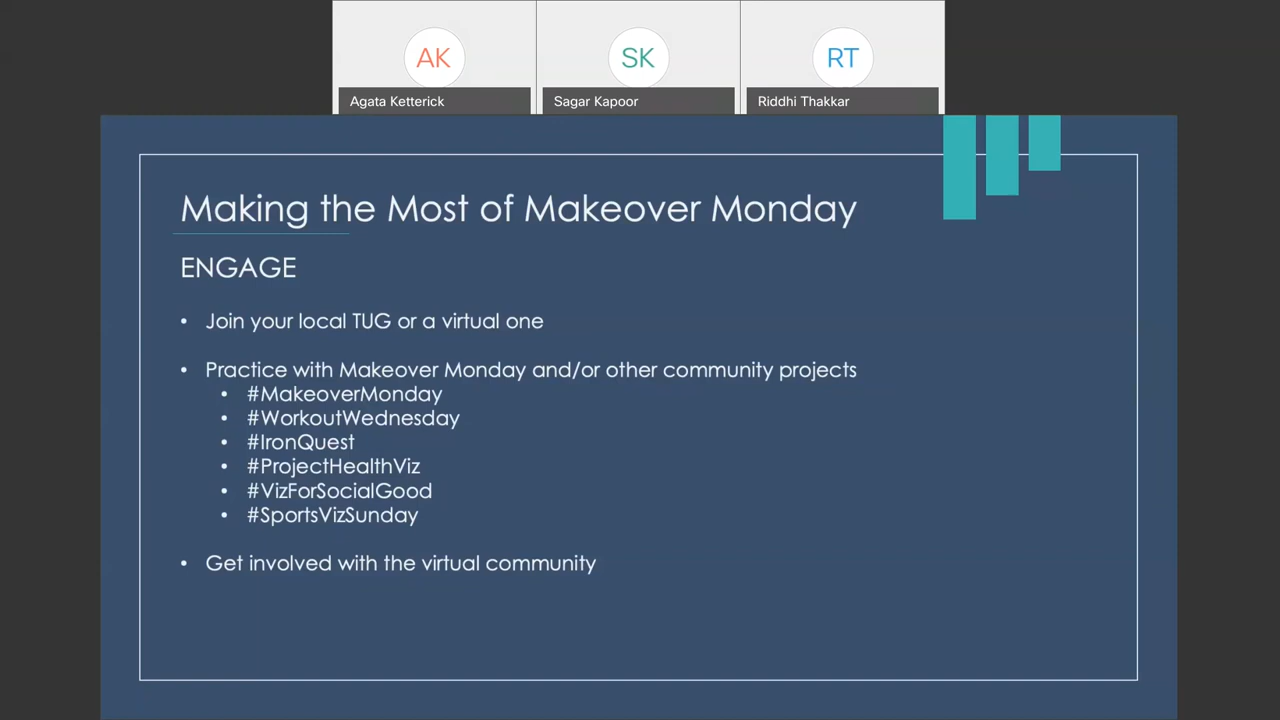 AK
SK
RT
Agata Ketterick
Sagar Kapoor
Riddhi Thakkar
Making the Most of Makeover Monday
ENGAGE
• Join your local TUG or a virtual one
• Practice with Makeover Monday and/or other community projects
• #MakeoverMonday
• #WorkoutWednesday
• #IronQuest
• #ProjectHealthViz
• #VizForSocialGood
• #SportsVizSunday
• Get involved with the virtual community